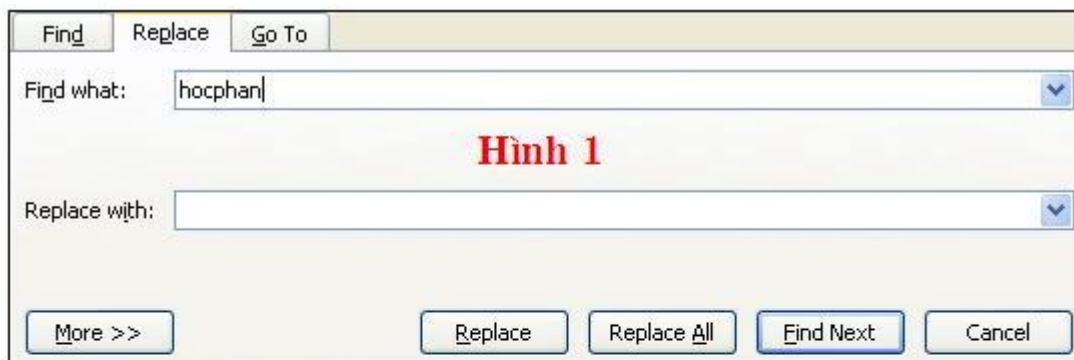 Find Replace Go To
Find what: hocphan
Hình 1
Replace with:
More >> Replace Replace All Find Next Cancel